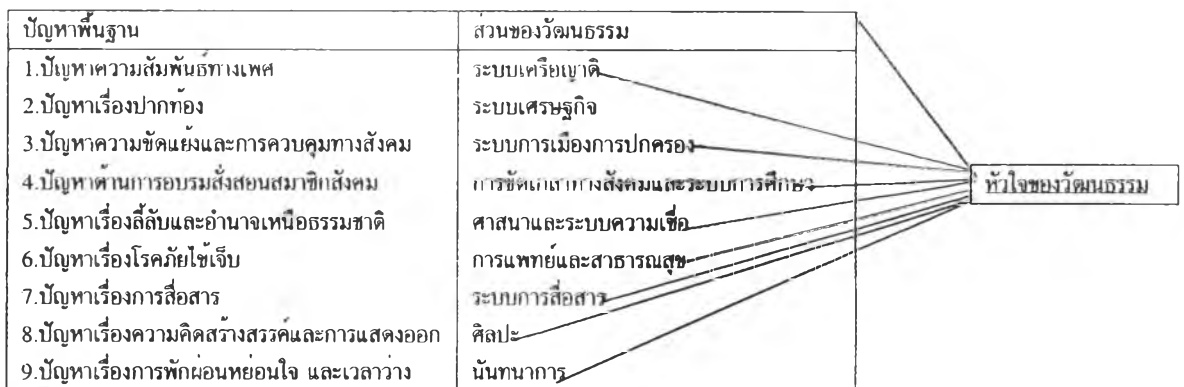 ปัญหาพื้นฐาน ส่วนของวัฒนธรรม
1.ปัญหาความสัมพันธ์ทางเพศ ระบบเครือญาติ
2.ปัญหาเรื่องปากท้อง ระบบเศรษฐกิจ
3.ปัญหาความขัดแย้งและการควบคุมทางสังคม ระบบการเมืองการปกครอง
4.ปัญหาด้านการอบรมสั่งสอนสมาชิกสังคม การขัดเกลาทางสังคมและระบบการศึกษา
หัวใจของวัฒนธรรม
5.ปัญหาเรื่องลี้ลับและอำนาจเหนือธรรมชาติ ศาสนาและระบบความเชื่อ
6.ปัญหาเรื่องโรคภัยไข้เจ็บ การแพทย์และสาธารณสุข
7.ปัญหาเรื่องการสื่อสาร ระบบการสื่อสาร
8.ปัญหาเรื่องความคิดสร้างสรรค์และการแสดงออก ศิลปะ
9.ปัญหาเรื่องการพักผ่อนหย่อนใจ และเวลาว่าง นันทนาการ